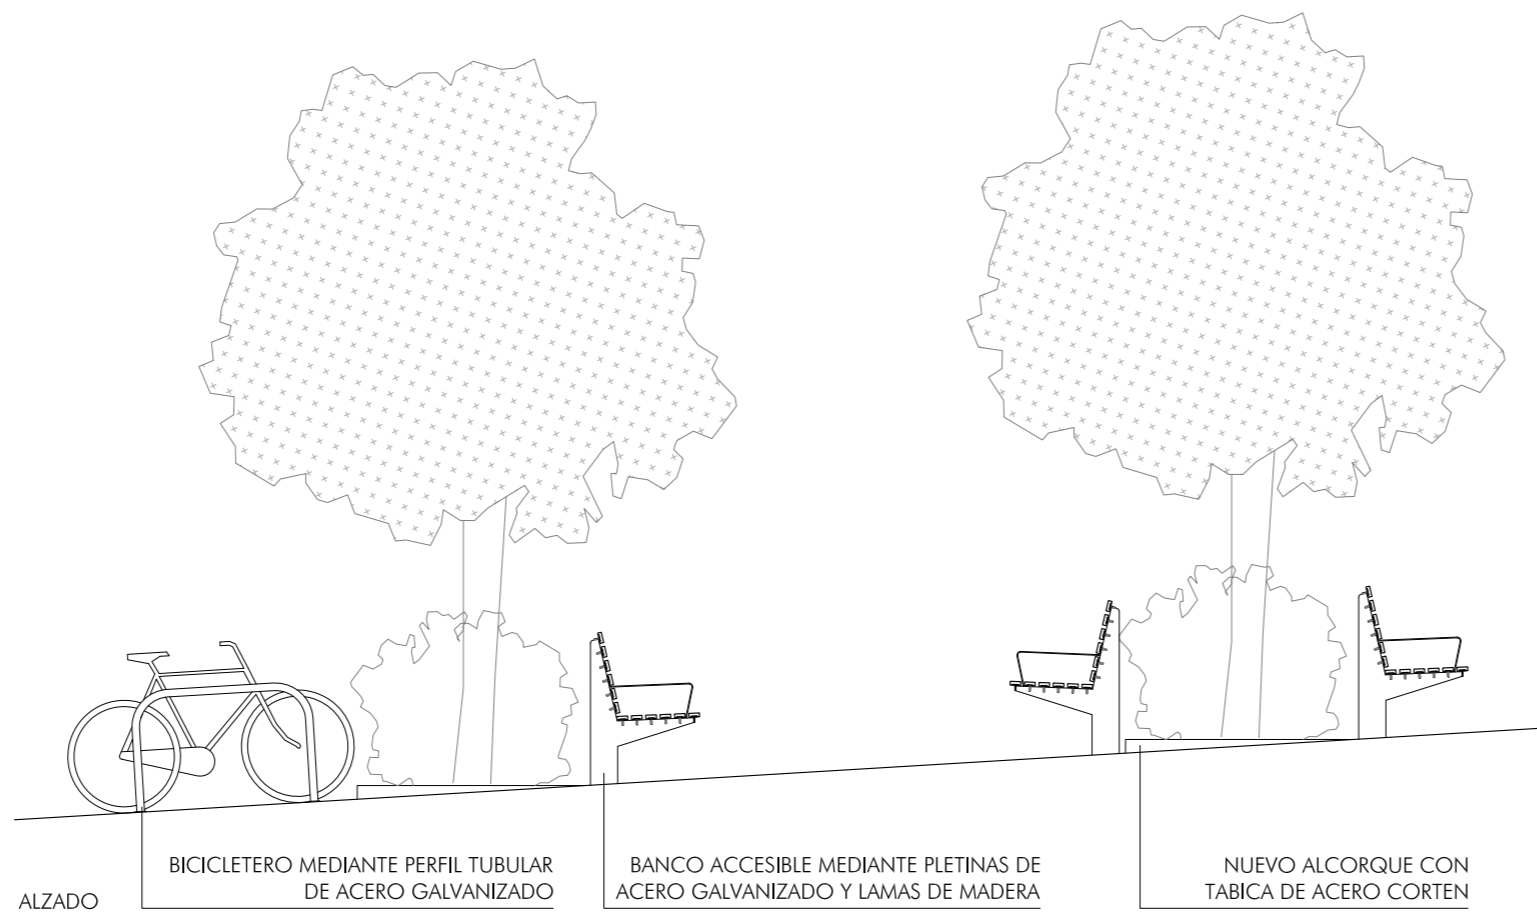 BICICLETERO MEDIANTE PERFIL TUBULAR
DE ACERO GALVANIZADO
BANCO ACCESIBLE MEDIANTE PLETINAS DE
ACERO GALVANIZADO Y LAMAS DE MADERA
NUEVO ALCORQUE CON
TABICA DE ACERO CORTEN
ALZADO